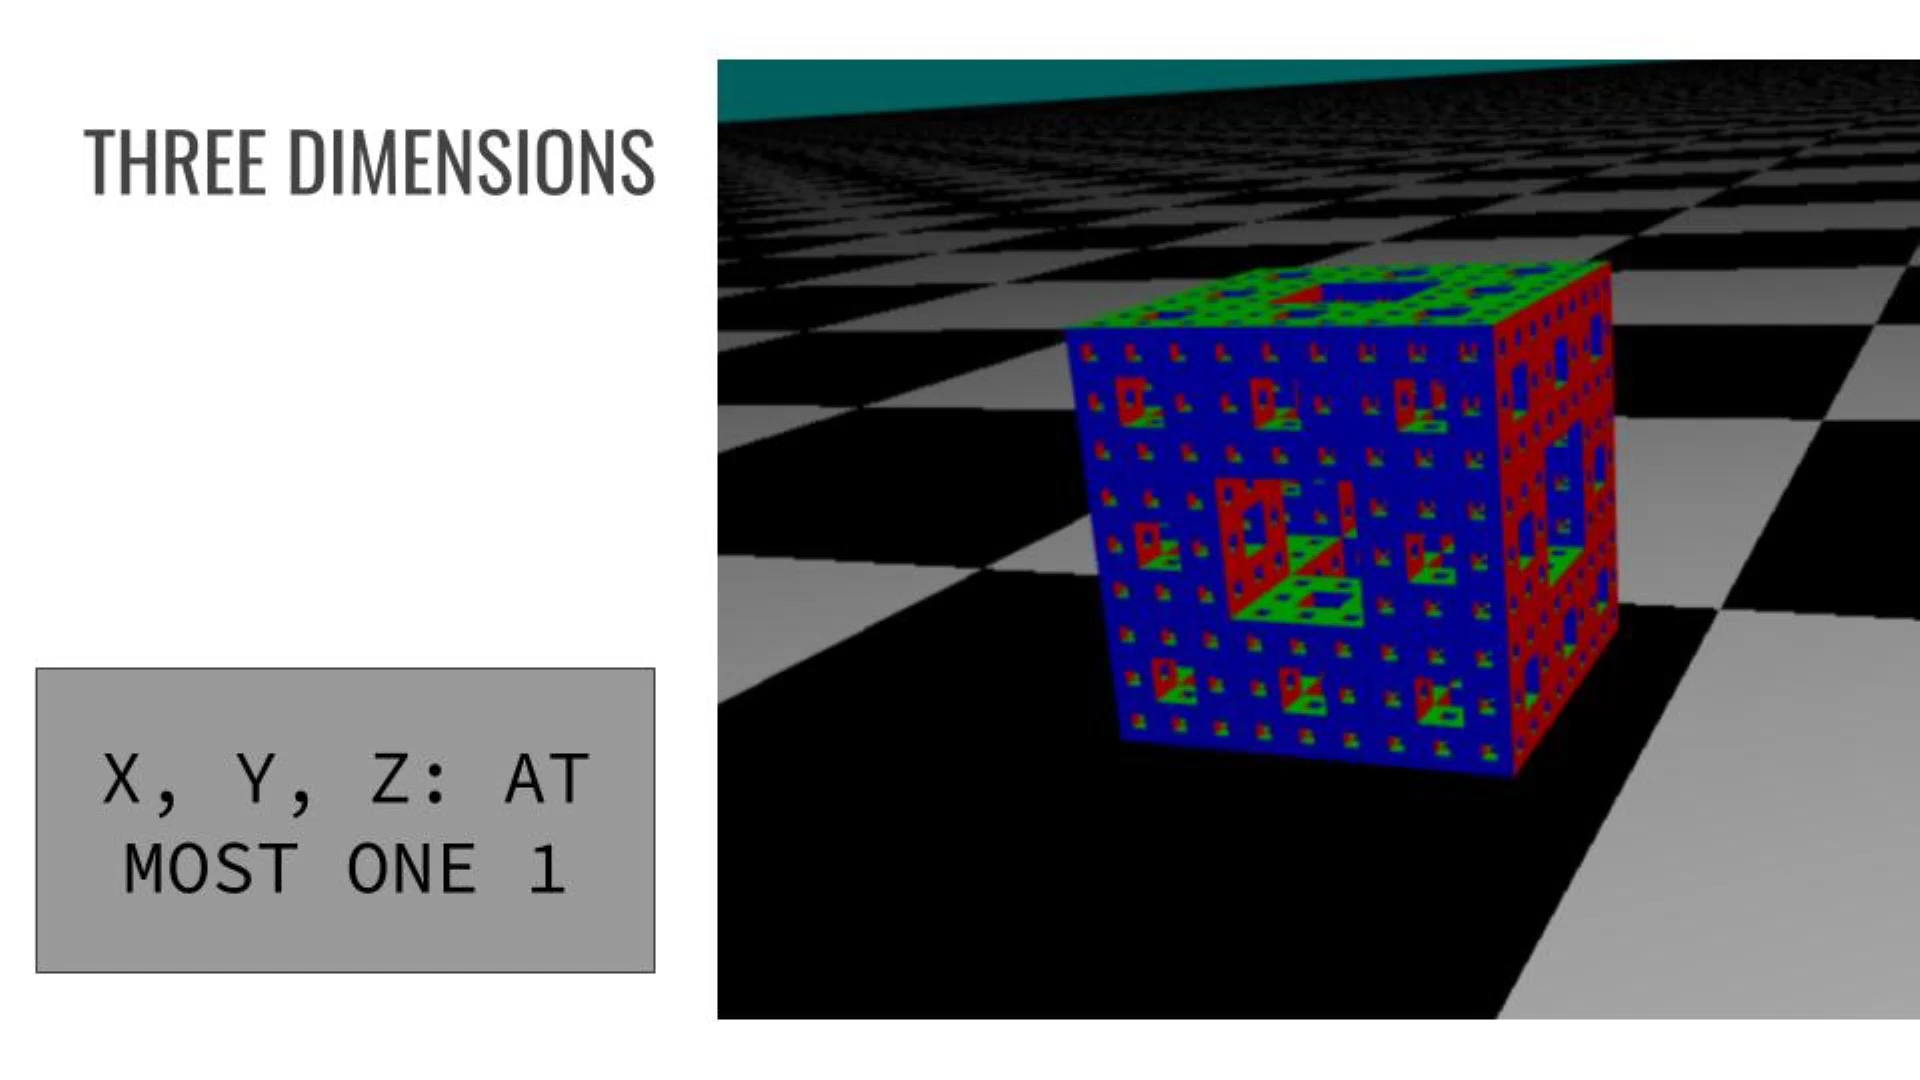 THREE DIMENSIONS
X, Y, Z: AT
MOST ONE 1